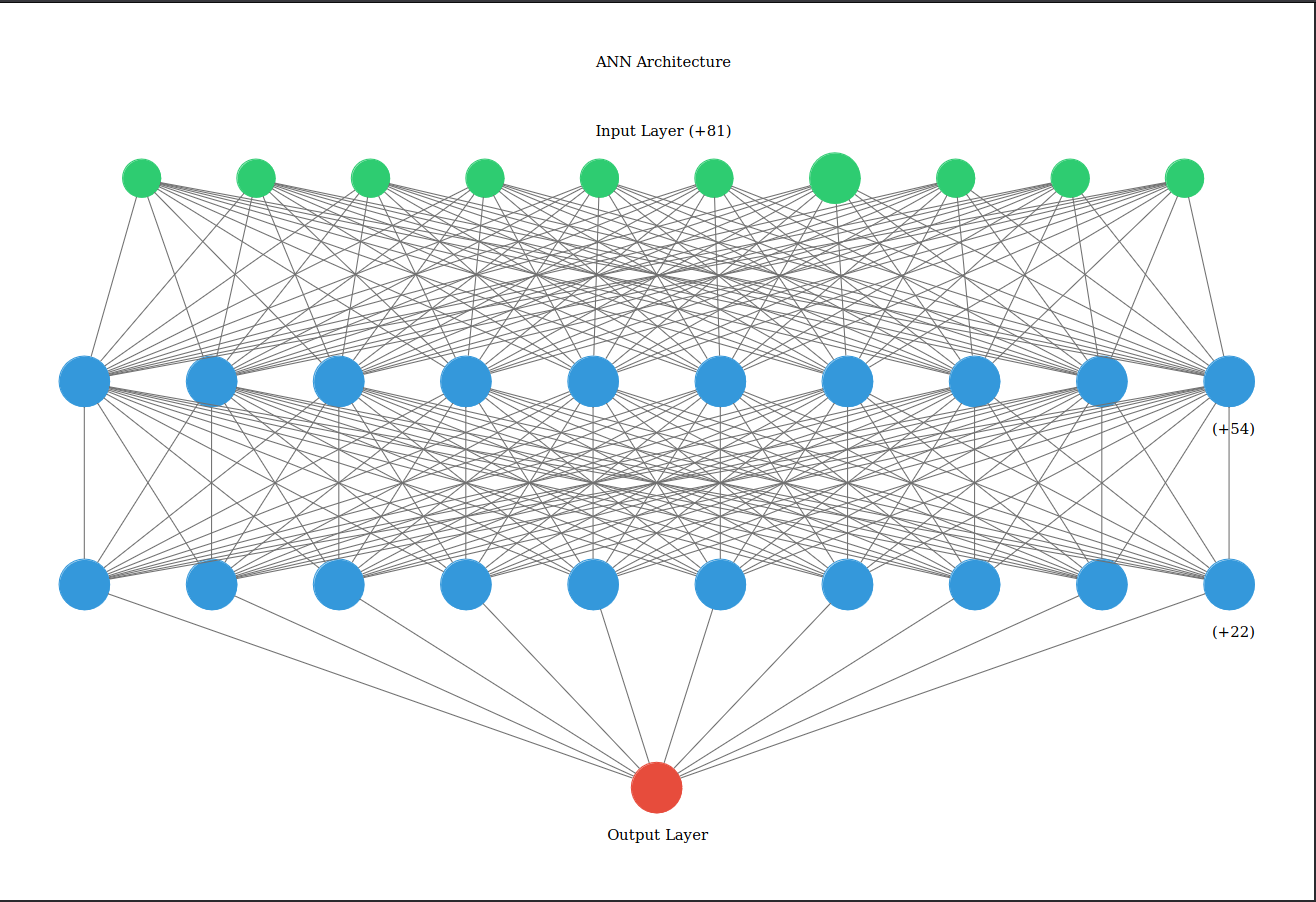 ANN Architecture
Input Layer (+81)
(+54)
(+22)
Output Layer